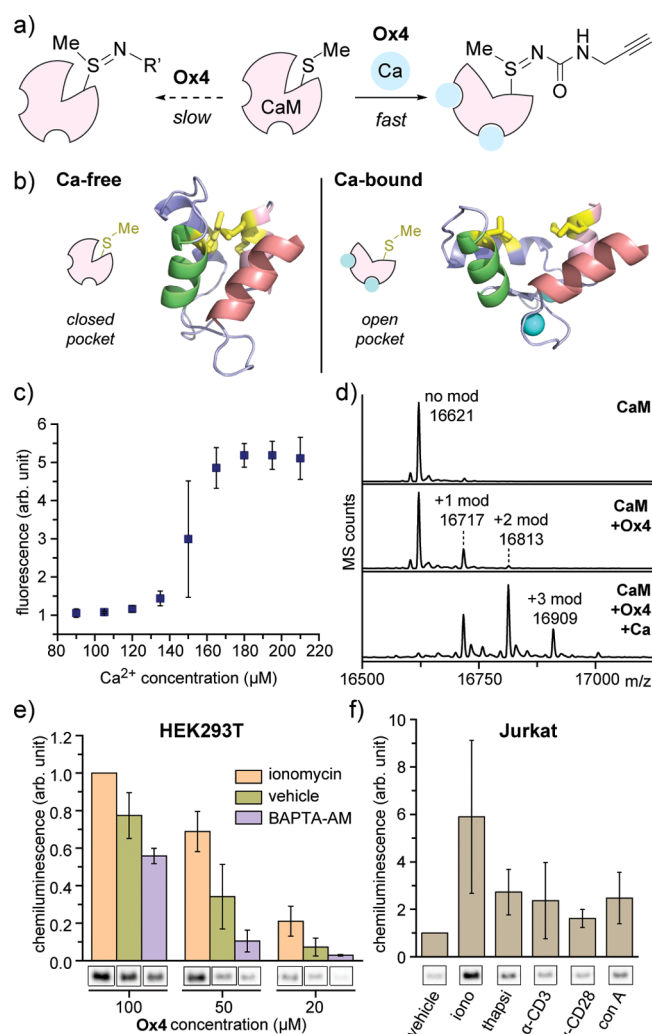 a)
Me
S
N
R'
Ox4
slow
S
Me
CaM
Ox4
Ca
fast
Me
S
N
H
N
O
b)
Ca-free
S
Me
closed
pocket
Ca-bound
S
Me
open
pocket
c)
fluorescence (arb. unit)
6
5
4
3
2
1
80 100 120 140 160 180 200 220
Ca2+ concentration (µM)
d)
MS counts
no mod
16621
CaM
+1 mod
16717
+2 mod
16813
CaM
+Ox4
+3 mod
16909
CaM
+Ox4
+Ca
16500 16750 17000 m/z
e)
HEK293T
chemiluminescence (arb. unit)
1.2
1.0
0.8
0.6
0.4
0.2
0.0
ionomycin
vehicle
BAPTA-AM
100 50 20
Ox4 concentration (µM)
f)
Jurkat
chemiluminescence (arb. unit)
10
8
6
4
2
0
vehicle
iono
thapsi
α-CD3
-CD28
con A